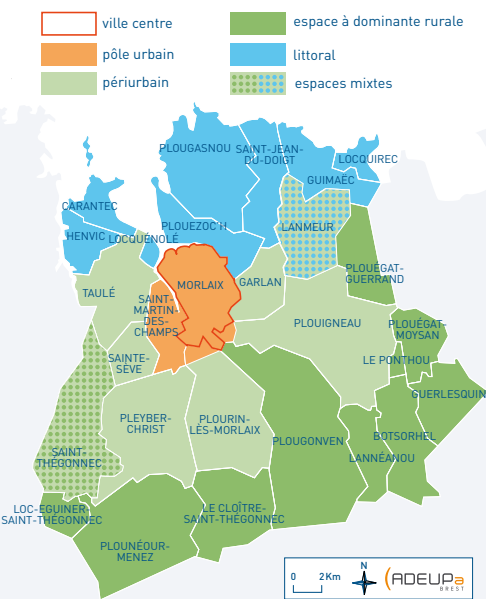 ville centre
espace à dominante rurale
pôle urbain
littoral
périurbain
espaces mixtes
PLOUGASNOU
SAINT-JEAN-
DU-DOIGT
LOCQUIREC
GUIMAËC
CARANTEC
HENVIC
LOCQUÉNOLÉ
PLOUEZOC'H
LANMEUR
TAULÉ
MORLAIX
GARLAN
PLOUÉGAT-
GUERRAND
SAINT-
MARTIN-
DES-
CHAMPS
PLOUIGNEAU
PLOUÉGAT-
MOYSAN
SAINTE-
SÈVE
LE PONTHOU
GUERLESQUIN
PLEYBER-
CHRIST
PLOURIN-
LÈS-MORLAIX
PLOUGONVEN
BOTSORHEL
LANNÉANOU
SAINT-
THÉGONNEC
LOC-EGUINER-
SAINT-THÉGONNEC
LE CLOÎTRE-
SAINT-THÉGONNEC
PLOUNÉOUR-
MENEZ
0 2 Km
N
ADEUPa
BREST